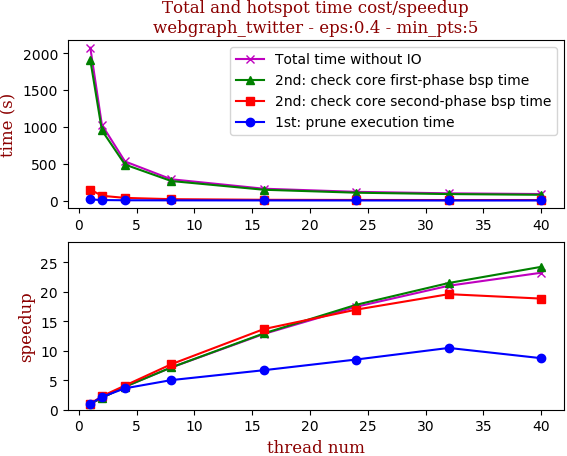 Total and hotspot time cost/speedup
webgraph_twitter - eps:0.4 - min_pts:5
time (s)
2000
1500
1000
500
0
Total time without IO
2nd: check core first-phase bsp time
2nd: check core second-phase bsp time
1st: prune execution time
0 5 10 15 20 25 30 35 40
speedup
25
20
15
10
5
0
0 5 10 15 20 25 30 35 40
thread num